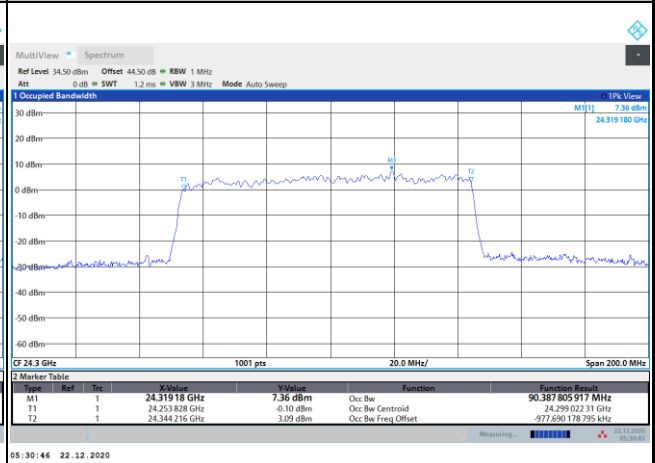 MultiView Spectrum
Ref Level 34.50 dBm Offset 44.50 dB RBW 1 MHz
Att 0 dB SWT 1.2 ms VBW 3 MHz Mode Auto Sweep
1 Occupied Bandwidth 1Pk View
M1[1] 7.36 dBm
24.319 180 GHz
30 dBm
20 dBm
M1
10 dBm
T1
T2
0 dBm
-10 dBm
-20 dBm
-30 dBm
-40 dBm
-50 dBm
-60 dBm
CF 24.3 GHz 1001 pts 20.0 MHz/ Span 200.0 MHz
2 Marker Table
Type Ref Trc X-Value Y-Value Function Function Result
M1 1 24.319 18 GHz 7.36 dBm Occ Bw 90.387 805 917 MHz
T1 1 24.253 828 GHz -0.10 dBm Occ Bw Centroid 24.299 022 31 GHz
T2 1 24.344 216 GHz 3.09 dBm Occ Bw Freq Offset -977.690 178 795 kHz
Measuring... 22.12.2020
05:30:45
05:30:46 22.12.2020